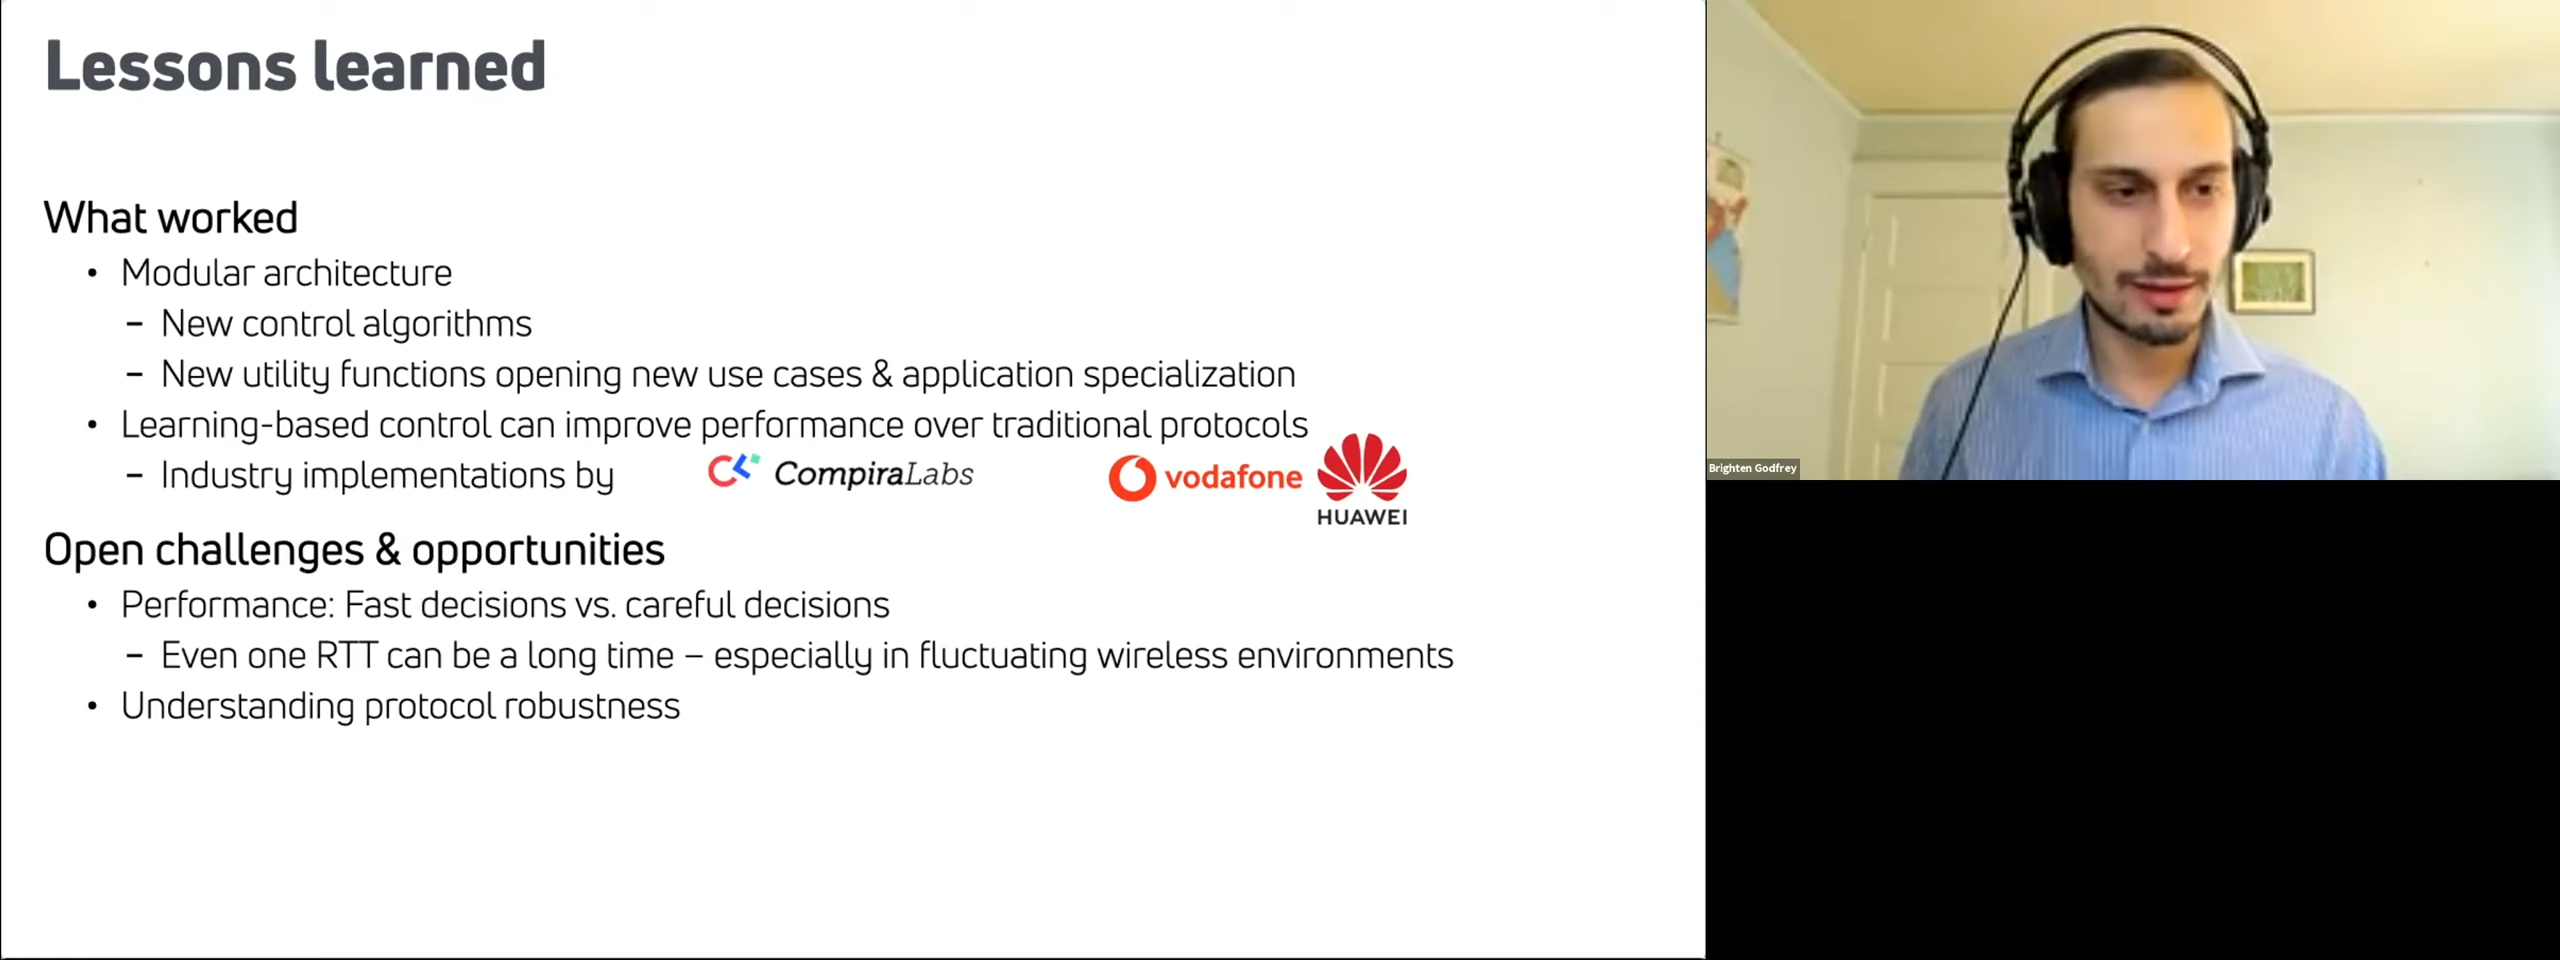 Lessons learned
What worked
• Modular architecture
– New control algorithms
– New utility functions opening new use cases & application specialization
• Learning-based control can improve performance over traditional protocols
– Industry implementations by CompiraLabs vodafone HUAWEI
Open challenges & opportunities
• Performance: Fast decisions vs. careful decisions
– Even one RTT can be a long time – especially in fluctuating wireless environments
• Understanding protocol robustness
Brighten Godfrey